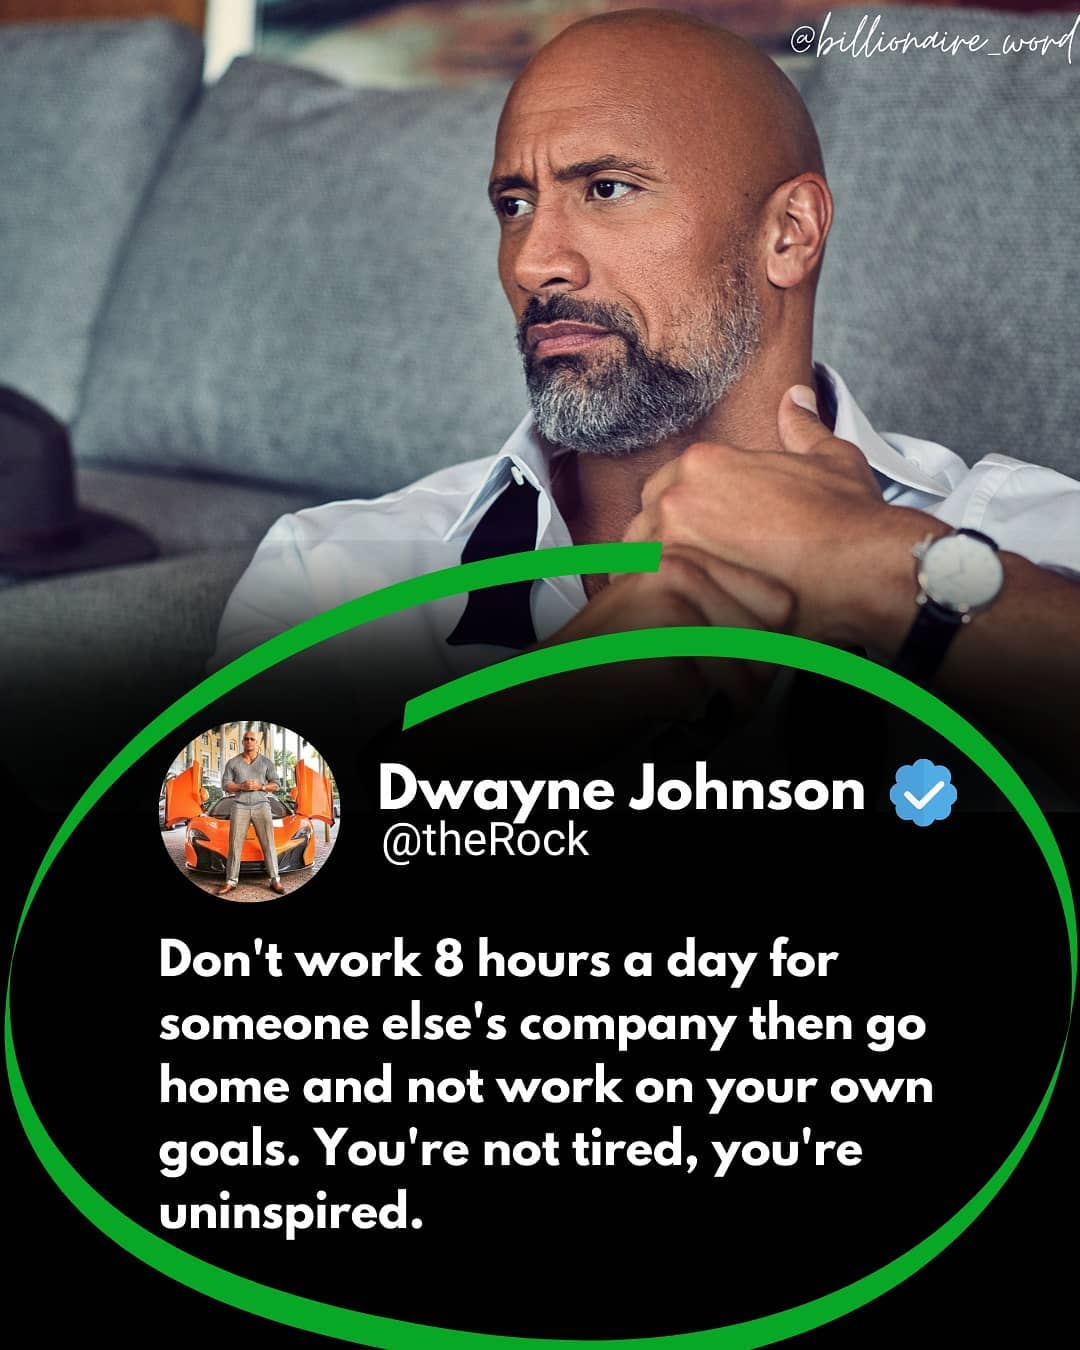 @billionaire_word
Dwayne Johnson
@theRock
Don't work 8 hours a day for
someone else's company then go
home and not work on your own
goals. You're not tired, you're
uninspired.